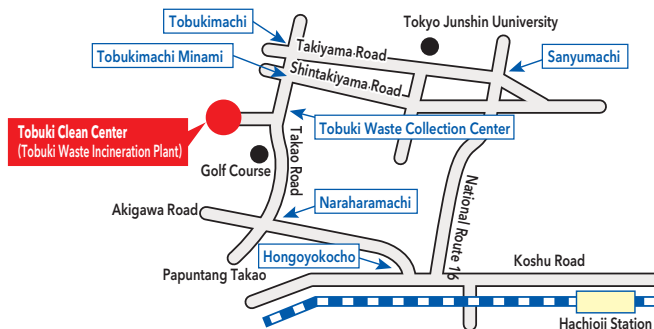 Tobukimachi
Tokyo Junshin Uuniversity
Takiyama Road
Sanyumachi
Tobukimachi Minami
Shintakiyama Road
Tobuki Clean Center
(Tobuki Waste Incineration Plant)
Tobuki Waste Collection Center
Golf Course
Takao Road
National Route 16
Naraharamachi
Akigawa Road
Hongoyokocho
Koshu Road
Papuntang Takao
Hachioji Station